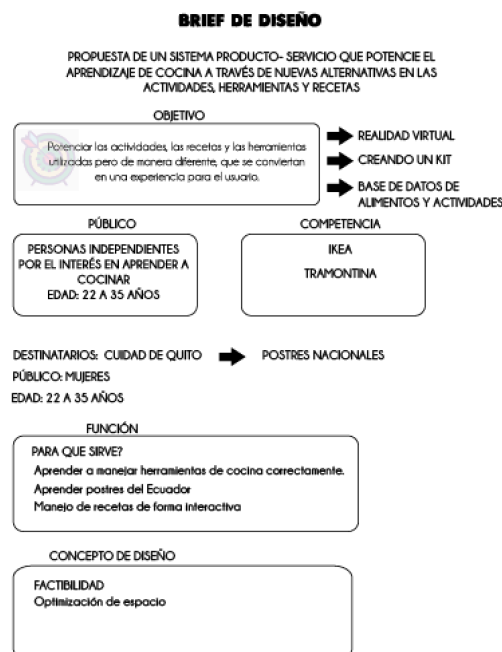 BRIEF DE DISEÑO
PROPUESTA DE UN SISTEMA PRODUCTO- SERVICIO QUE POTENCIE EL
APRENDIZAJE DE COCINA A TRAVÉS DE NUEVAS ALTERNATIVAS EN LAS
ACTIVIDADES, HERRAMIENTAS Y RECETAS
OBJETIVO
Potenciar las actividades, las recetas y las herramientas
utilizadas pero de manera diferente, que se conviertan
en una experiencia para el usuario.
REALIDAD VIRTUAL
CREANDO UN KIT
BASE DE DATOS DE
ALIMENTOS Y ACTIVIDADES
PÚBLICO
PERSONAS INDEPENDIENTES
POR EL INTERÉS EN APRENDER A
COCINAR
EDAD: 22 A 35 AÑOS
COMPETENCIA
IKEA
TRAMONTINA
DESTINATARIOS: CUIDAD DE QUITO
POSTRES NACIONALES
PÚBLICO: MUJERES
EDAD: 22 A 35 AÑOS
FUNCIÓN
PARA QUE SIRVE?
Aprender a manejar herramientas de cocina correctamente.
Aprender postres del Ecuador
Manejo de recetas de forma interactiva
CONCEPTO DE DISEÑO
FACTIBILIDAD
Optimización de espacio